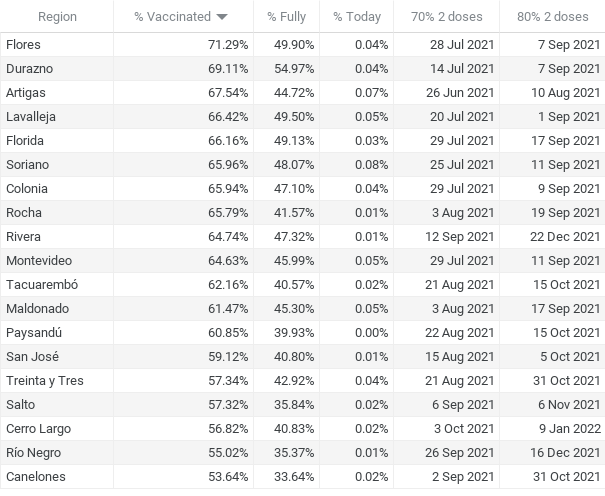 Region % Vaccinated % Fully % Today 70% 2 doses 80% 2 doses
Flores 71.29% 49.90% 0.04% 28 Jul 2021 7 Sep 2021
Durazno 69.11% 54.97% 0.04% 14 Jul 2021 7 Sep 2021
Artigas 67.54% 44.72% 0.07% 26 Jun 2021 10 Aug 2021
Lavalleja 66.42% 49.50% 0.05% 20 Jul 2021 1 Sep 2021
Florida 66.16% 49.13% 0.03% 29 Jul 2021 17 Sep 2021
Soriano 65.96% 48.07% 0.08% 25 Jul 2021 11 Sep 2021
Colonia 65.94% 47.10% 0.04% 29 Jul 2021 9 Sep 2021
Rocha 65.79% 41.57% 0.01% 3 Aug 2021 19 Sep 2021
Rivera 64.74% 47.32% 0.01% 12 Sep 2021 22 Dec 2021
Montevideo 64.63% 45.99% 0.05% 29 Jul 2021 11 Sep 2021
Tacuarembó 62.16% 40.57% 0.02% 21 Aug 2021 15 Oct 2021
Maldonado 61.47% 45.30% 0.05% 3 Aug 2021 17 Sep 2021
Paysandú 60.85% 39.93% 0.00% 22 Aug 2021 15 Oct 2021
San José 59.12% 40.80% 0.01% 15 Aug 2021 5 Oct 2021
Treinta y Tres 57.34% 42.92% 0.04% 21 Aug 2021 31 Oct 2021
Salto 57.32% 35.84% 0.02% 6 Sep 2021 6 Nov 2021
Cerro Largo 56.82% 40.83% 0.02% 3 Oct 2021 9 Jan 2022
Río Negro 55.02% 35.37% 0.01% 26 Sep 2021 16 Dec 2021
Canelones 53.64% 33.64% 0.02% 2 Sep 2021 31 Oct 2021